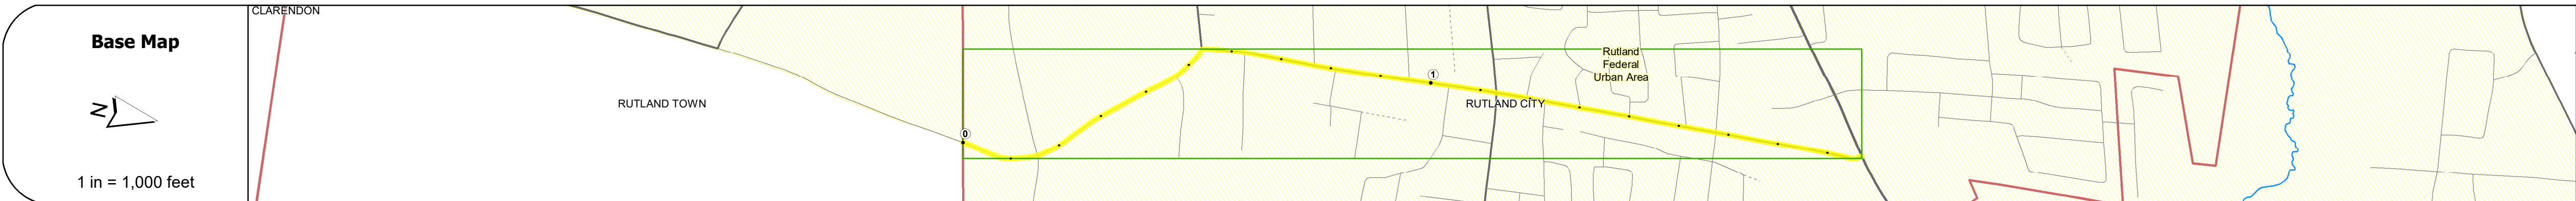 Base Map
N
1 in = 1,000 feet
CLARENDON
RUTLAND TOWN
0
1
Rutland
Federal
Urban Area
RUTLAND CITY